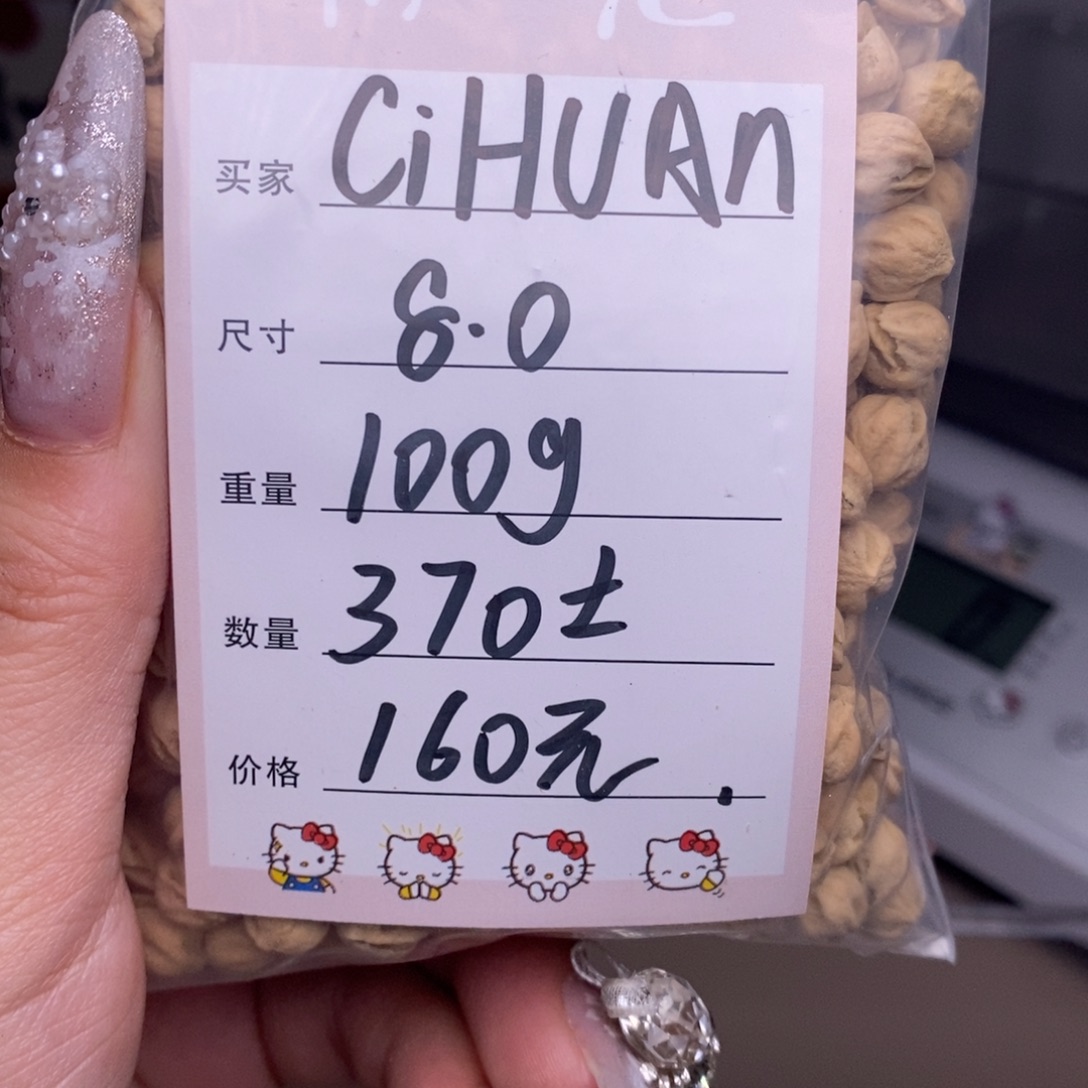 买家 CiHUAn
尺寸 8.0
重量 100g
数量 370±
价格 160元.